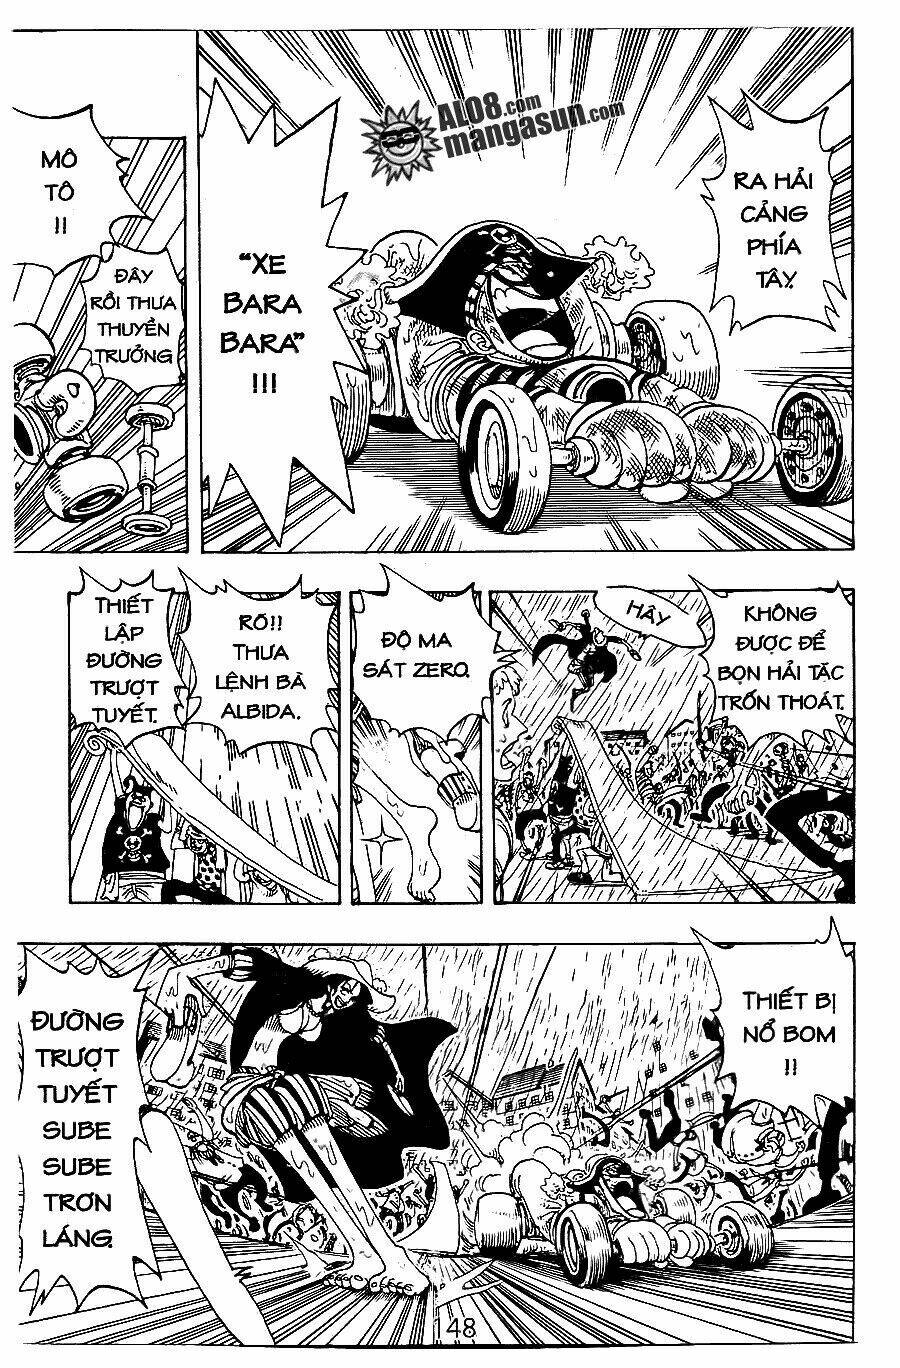 AL08.com
mangasun.com
MÔ
TÔ
!!
ĐÂY
RỒI THƯA
THUYỀN
TRƯỞNG
“XE
BARA
BARA”
!!!
RA HẢI
CẢNG
PHÍA
TÂY.
THIẾT
LẬP
ĐƯỜNG
TRƯỢT
TUYẾT.
RÕ!!
THƯA
LỆNH BÀ
ALBIDA.
ĐỘ MA
SÁT ZERO.
HÂY
KHÔNG
ĐƯỢC ĐỂ
BỌN HẢI TẶC
TRỐN THOÁT.
ĐƯỜNG
TRƯỢT
TUYẾT
SUBE
SUBE
TRƠN
LÁNG.
THIẾT BỊ
NỔ BOM
!!
148